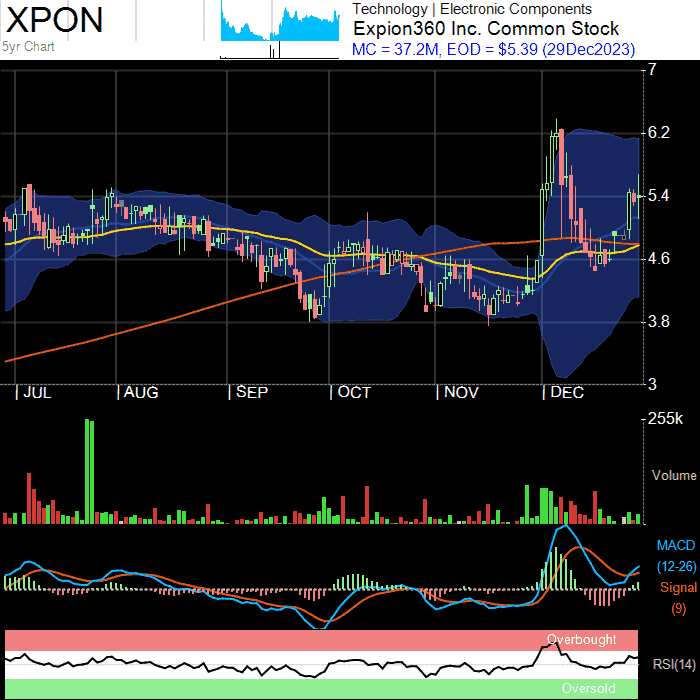 XPON
5yr Chart
Technology | Electronic Components
Expion360 Inc. Common Stock
MC = 37.2M, EOD = $5.39 (29Dec2023)
7
6.2
5.4
4.6
3.8
3
| JUL | AUG | SEP | OCT | NOV | DEC
255k
Volume
MACD
(12-26)
Signal
(9)
Overbought
RSI(14)
Oversold